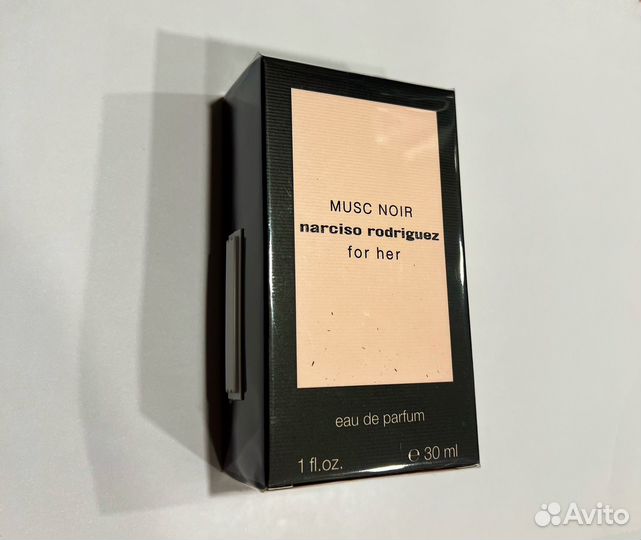 MUSC NOIR
narciso rodriguez
for her
eau de parfum
1 fl.oz. ℮ 30 ml
Avito